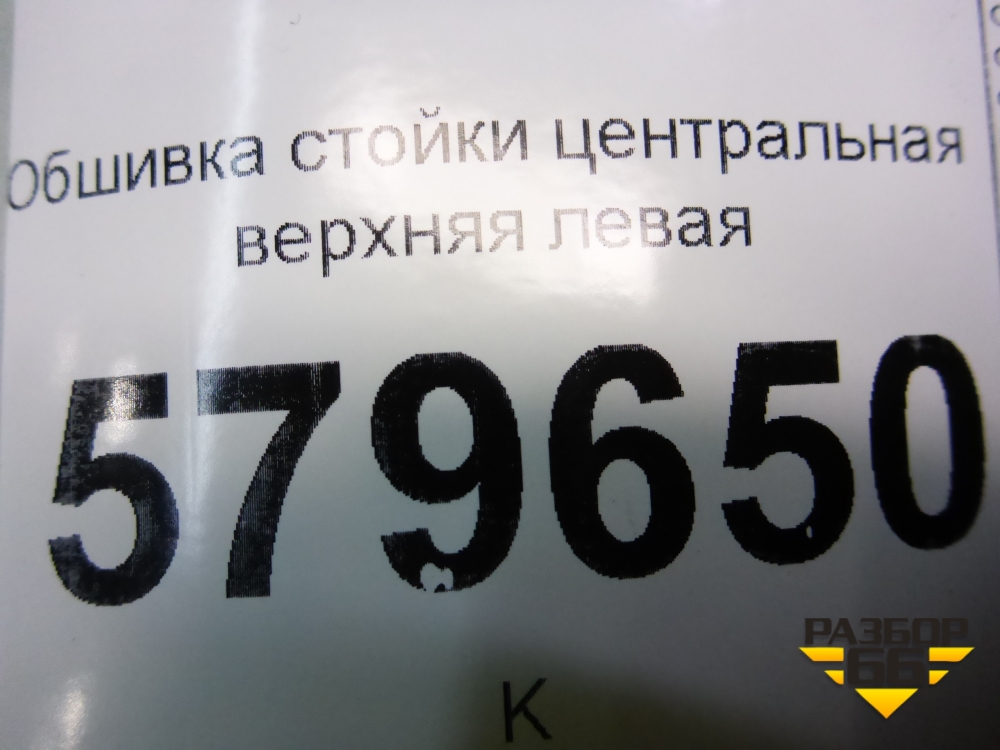 Обшивка стойки центральная
верхняя левая
579650
К
РАЗБОР
66